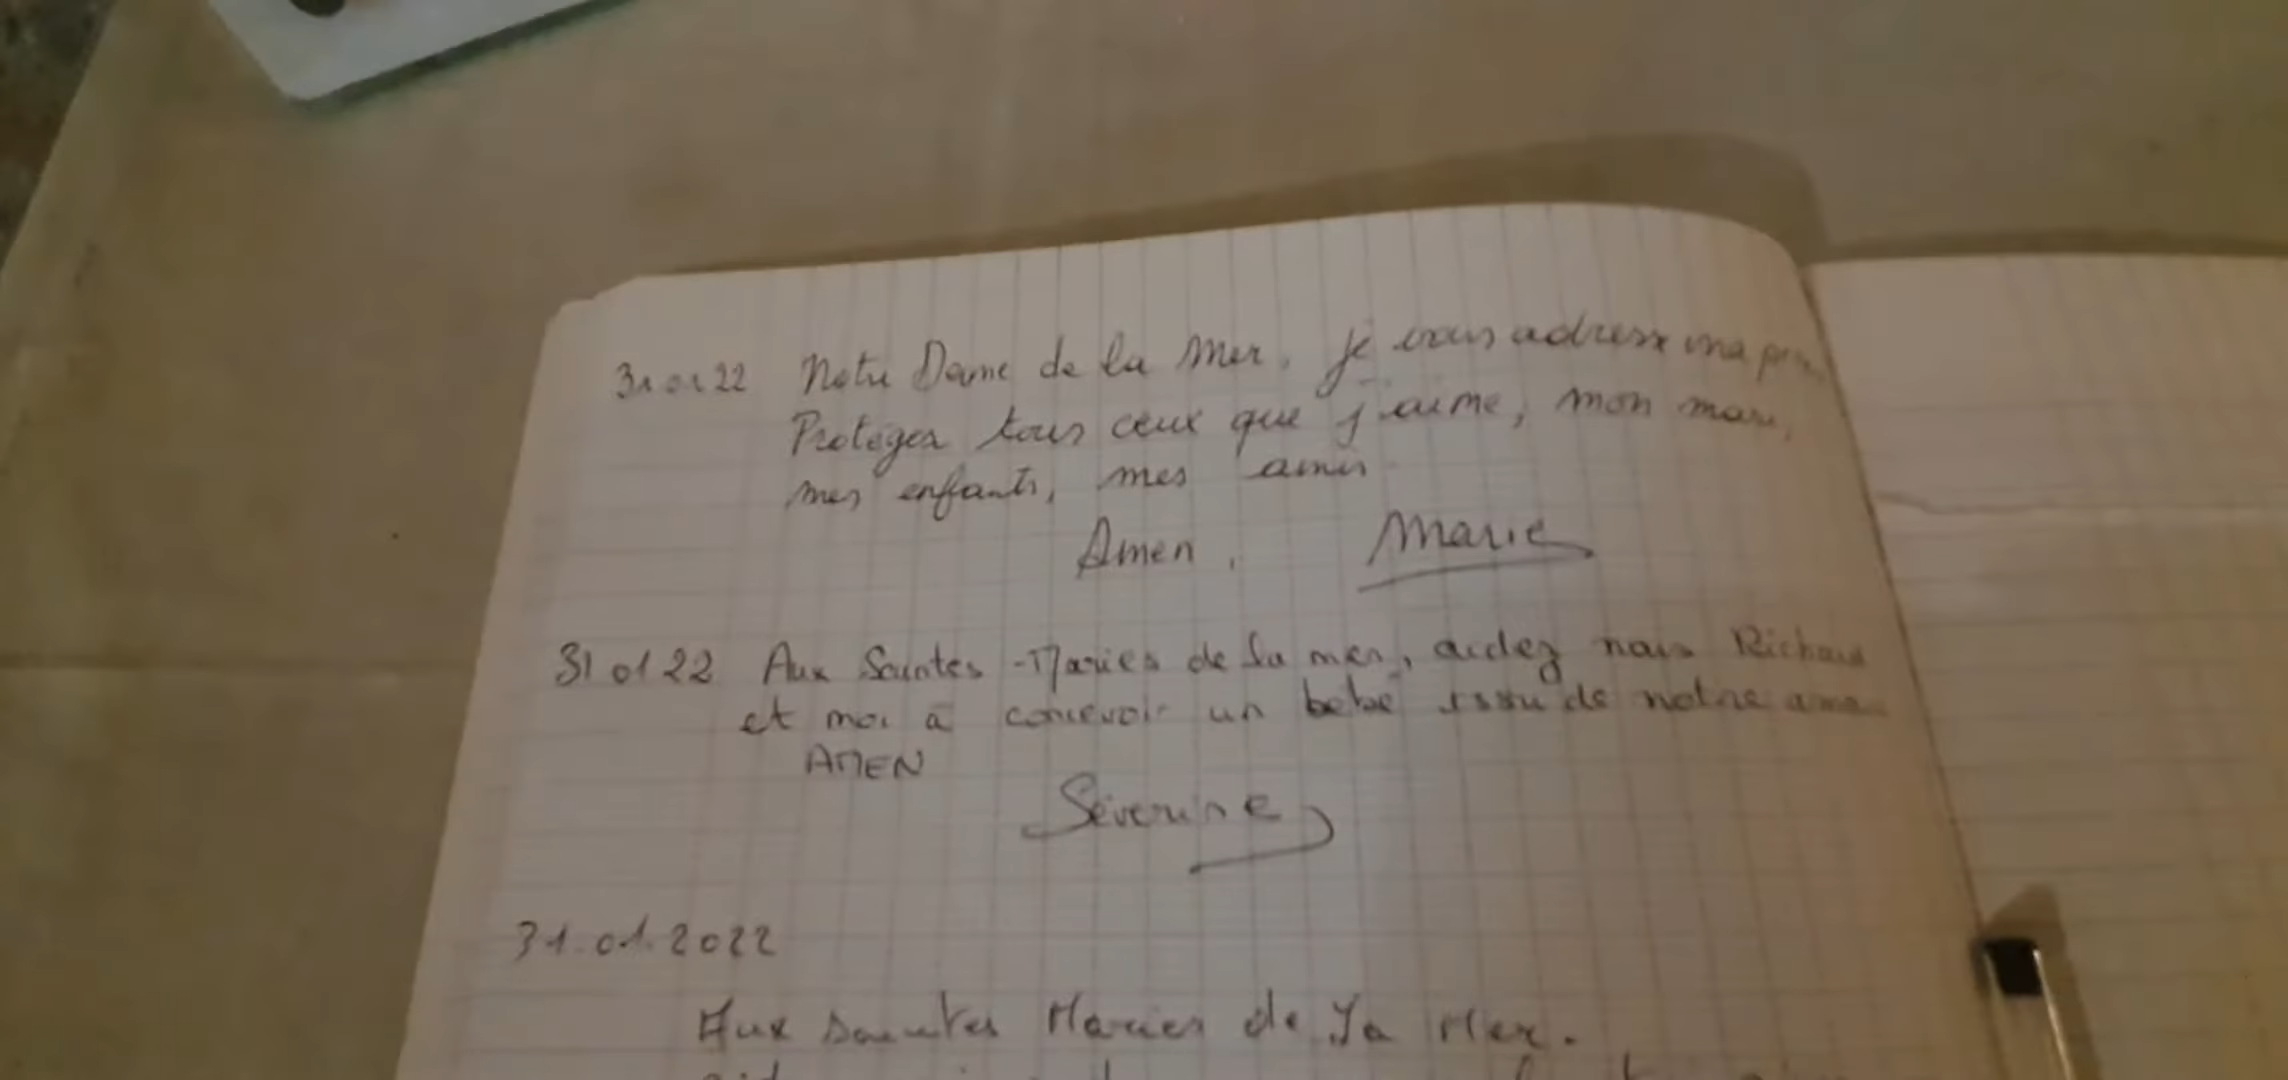 31 01 22 Notre Dame de la Mer, je vous adresse ma
Protéger tous ceux que j'aime, mon mari,
mes enfants, mes amis
Amen, Marie
31 01 22 Aux Saintes-Maries de la mer, aidez nous Richard
et moi à concevoir un bébé issu de notre
AMEN
Séverine
31.01.2022
Aux saintes Maries de la Mer.